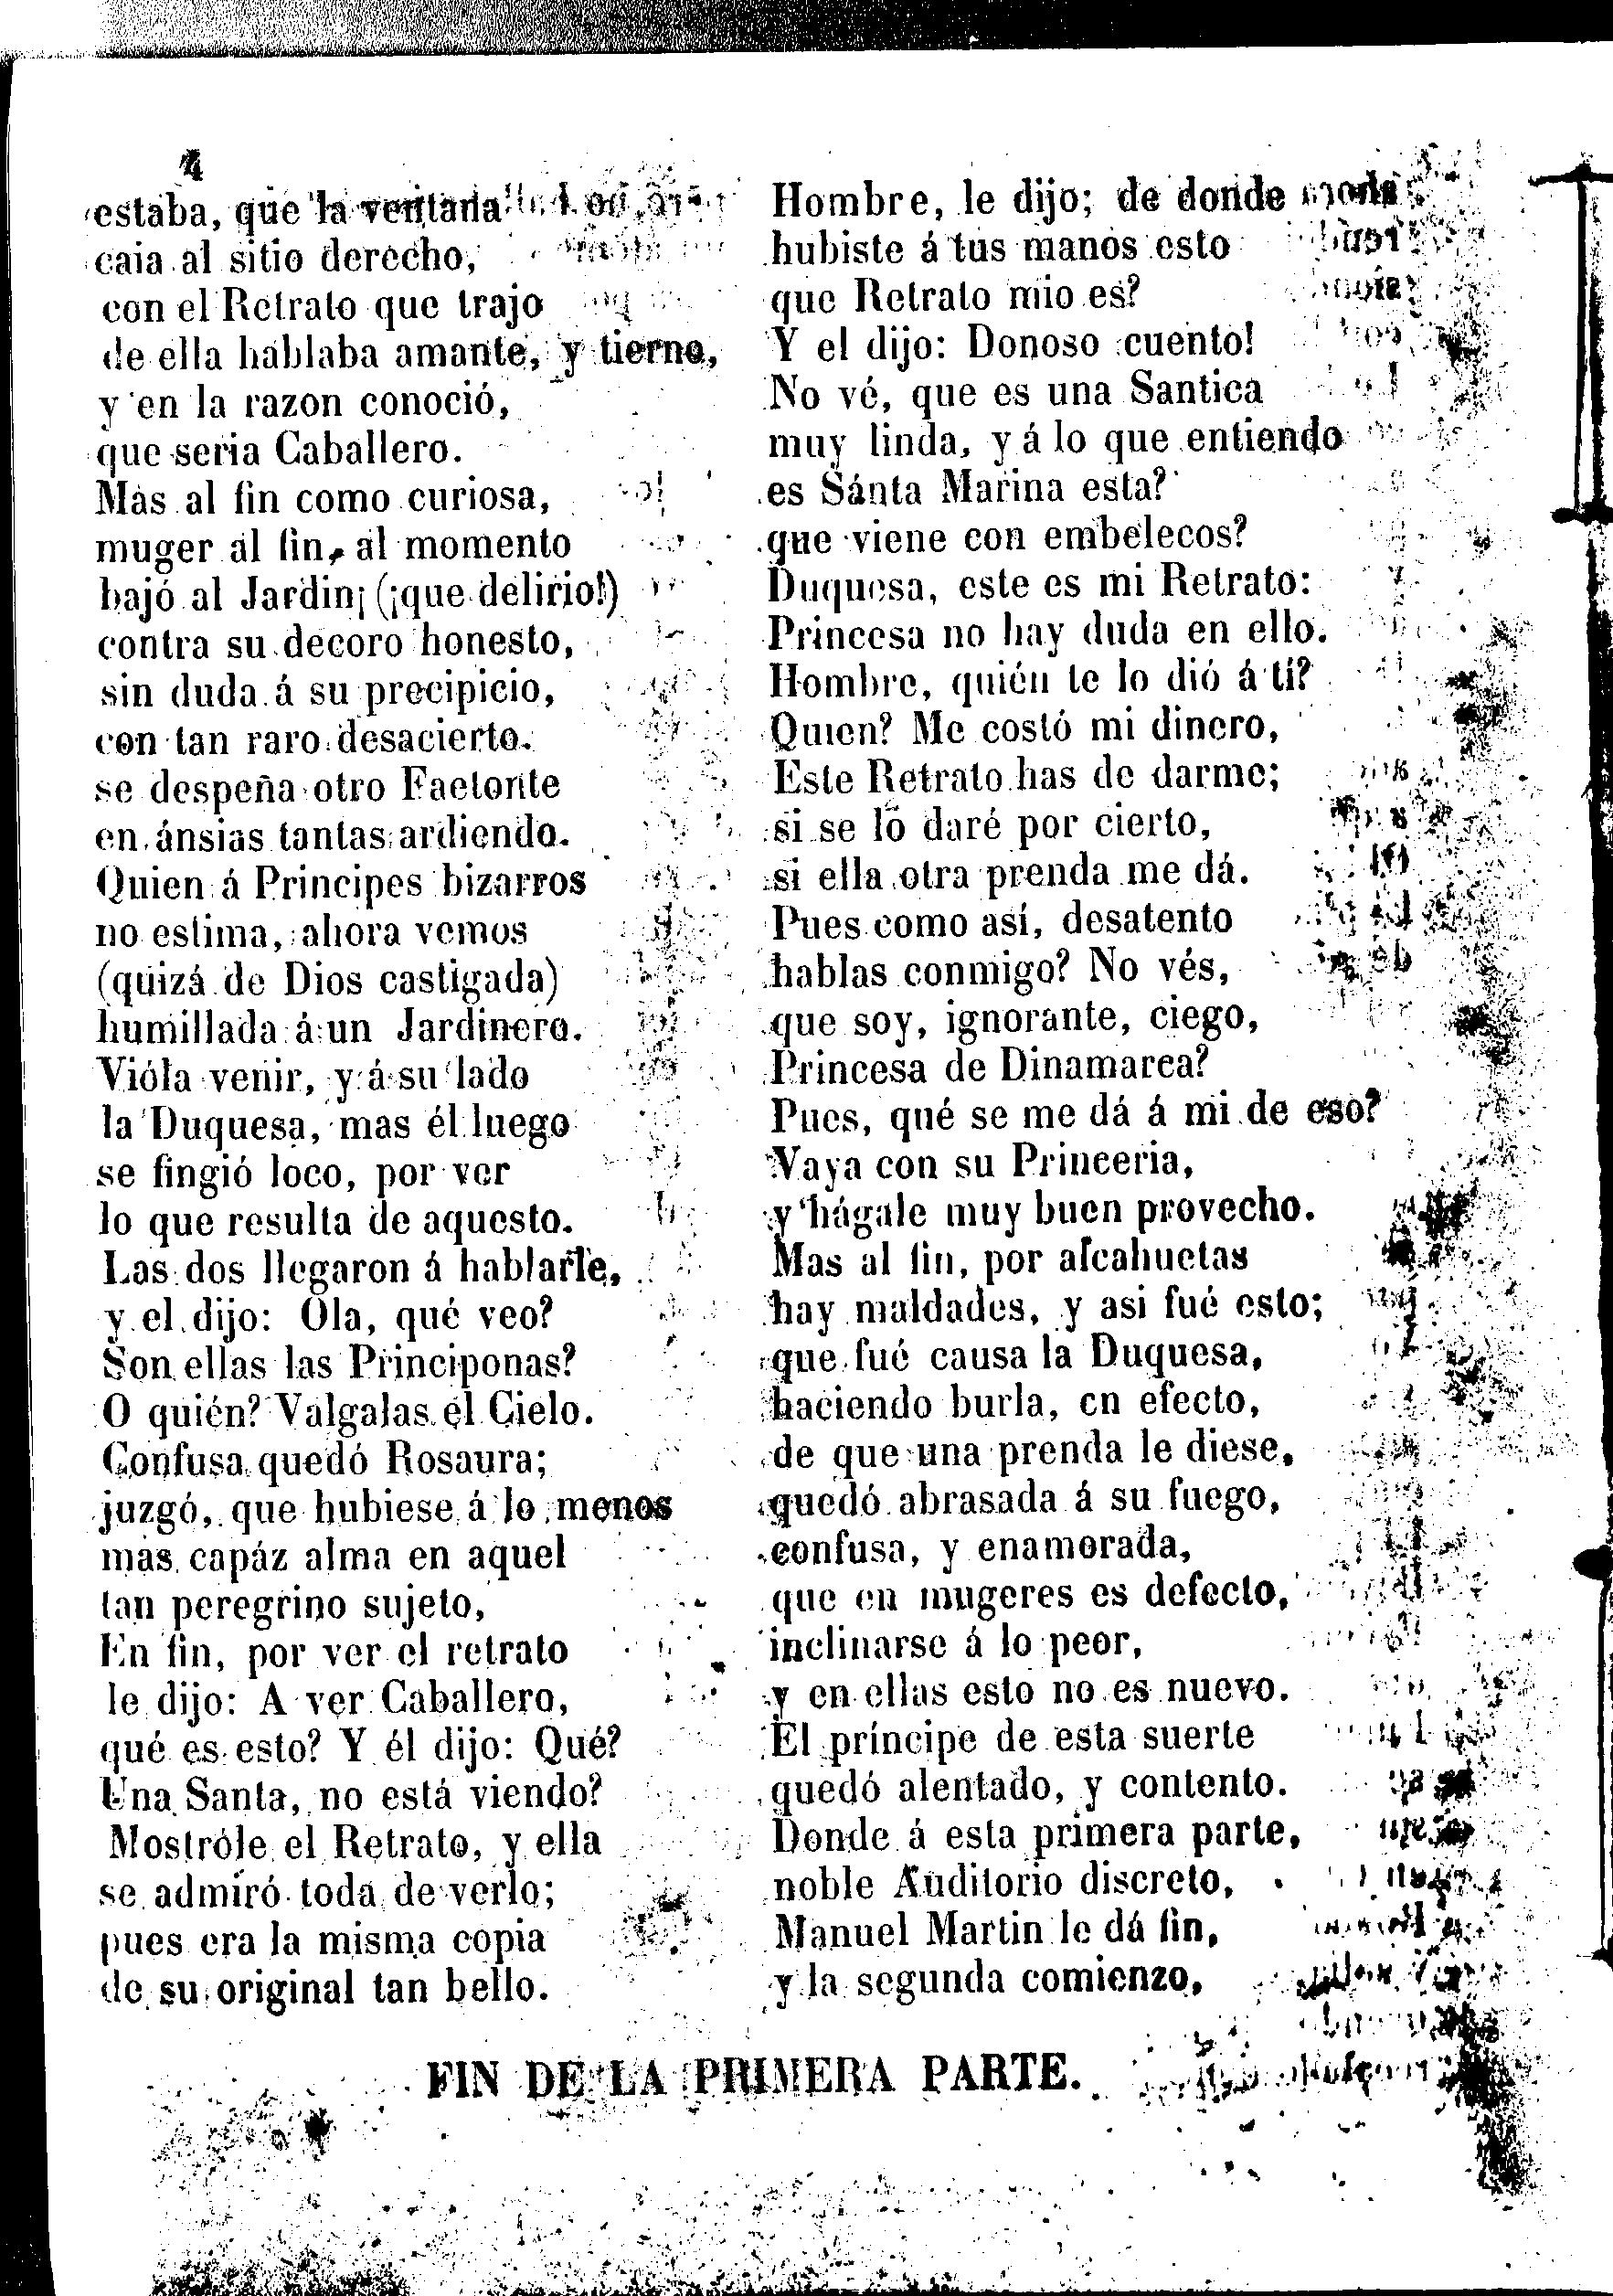 4
estaba, que la ventana
caia al sitio derecho,
con el Retrato que trajo
de ella hablaba amante, y tierno,
y en la razon conoció,
que seria Caballero.
Mas al fin como curiosa,
muger al fin, al momento
bajó al Jardin; (¡que delirio!)
contra su decoro honesto,
sin duda á su precipicio,
con tan raro desacierto.
se despeña otro Faetonte
en ánsias tantas ardiendo.
Quien á Principes bizarros
no estima, ahora vemos
(quizá de Dios castigada)
humillada á un Jardinero.
Vióla venir, y á su lado
la Duquesa, mas él luego
se fingió loco, por ver
lo que resulta de aquesto.
Las dos llegaron á hablarle,
y el dijo: Ola, qué veo?
Son ellas las Principonas?
O quién? Valgalas el Cielo.
Confusa quedó Rosaura;
juzgó, que hubiese á lo menos
mas capáz alma en aquel
tan peregrino sujeto,
En fin, por ver el retrato
le dijo: A ver Caballero,
qué es esto? Y él dijo: Qué?
Una Santa, no está viendo?
Mostróle el Retrato, y ella
se admiró toda de verlo;
pues era la misma copia
de su original tan bello.
Hombre, le dijo; de donde
hubiste á tus manos esto
que Retrato mio es?
Y el dijo: Donoso cuento!
No vé, que es una Santica
muy linda, y á lo que entiendo
es Sánta Marina esta?
que viene con embelecos?
Duquesa, este es mi Retrato:
Princesa no hay duda en ello.
Hombre, quién te lo dió á tí?
Quien? Me costó mi dinero,
Este Retrato has de darme;
si se lo daré por cierto,
si ella otra prenda me dá.
Pues como así, desatento
hablas conmigo? No vés,
que soy, ignorante, ciego,
Princesa de Dinamarca?
Pues, qué se me dá á mi de eso?
Vaya con su Princeria,
y hágale muy buen provecho.
Mas al fin, por alcahuetas
hay maldades, y asi fué esto;
que fué causa la Duquesa,
haciendo burla, en efecto,
de que una prenda le diese,
quedó abrasada á su fuego,
confusa, y enamorada,
que en mugeres es defecto,
inclinarse á lo peor,
y en ellas esto no es nuevo.
El príncipe de esta suerte
quedó alentado, y contento.
Donde á esta primera parte,
noble Auditorio discreto,
Manuel Martin le dá fin,
y la segunda comienzo,
FIN DE LA PRIMERA PARTE.